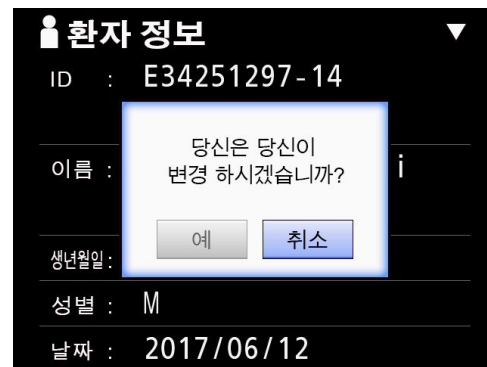 환자 정보
ID : E34251297-14
이름 : i
당신은 당신이
변경 하시겠습니까?
예 취소
생년월일 :
성별 : M
날짜 : 2017/06/12